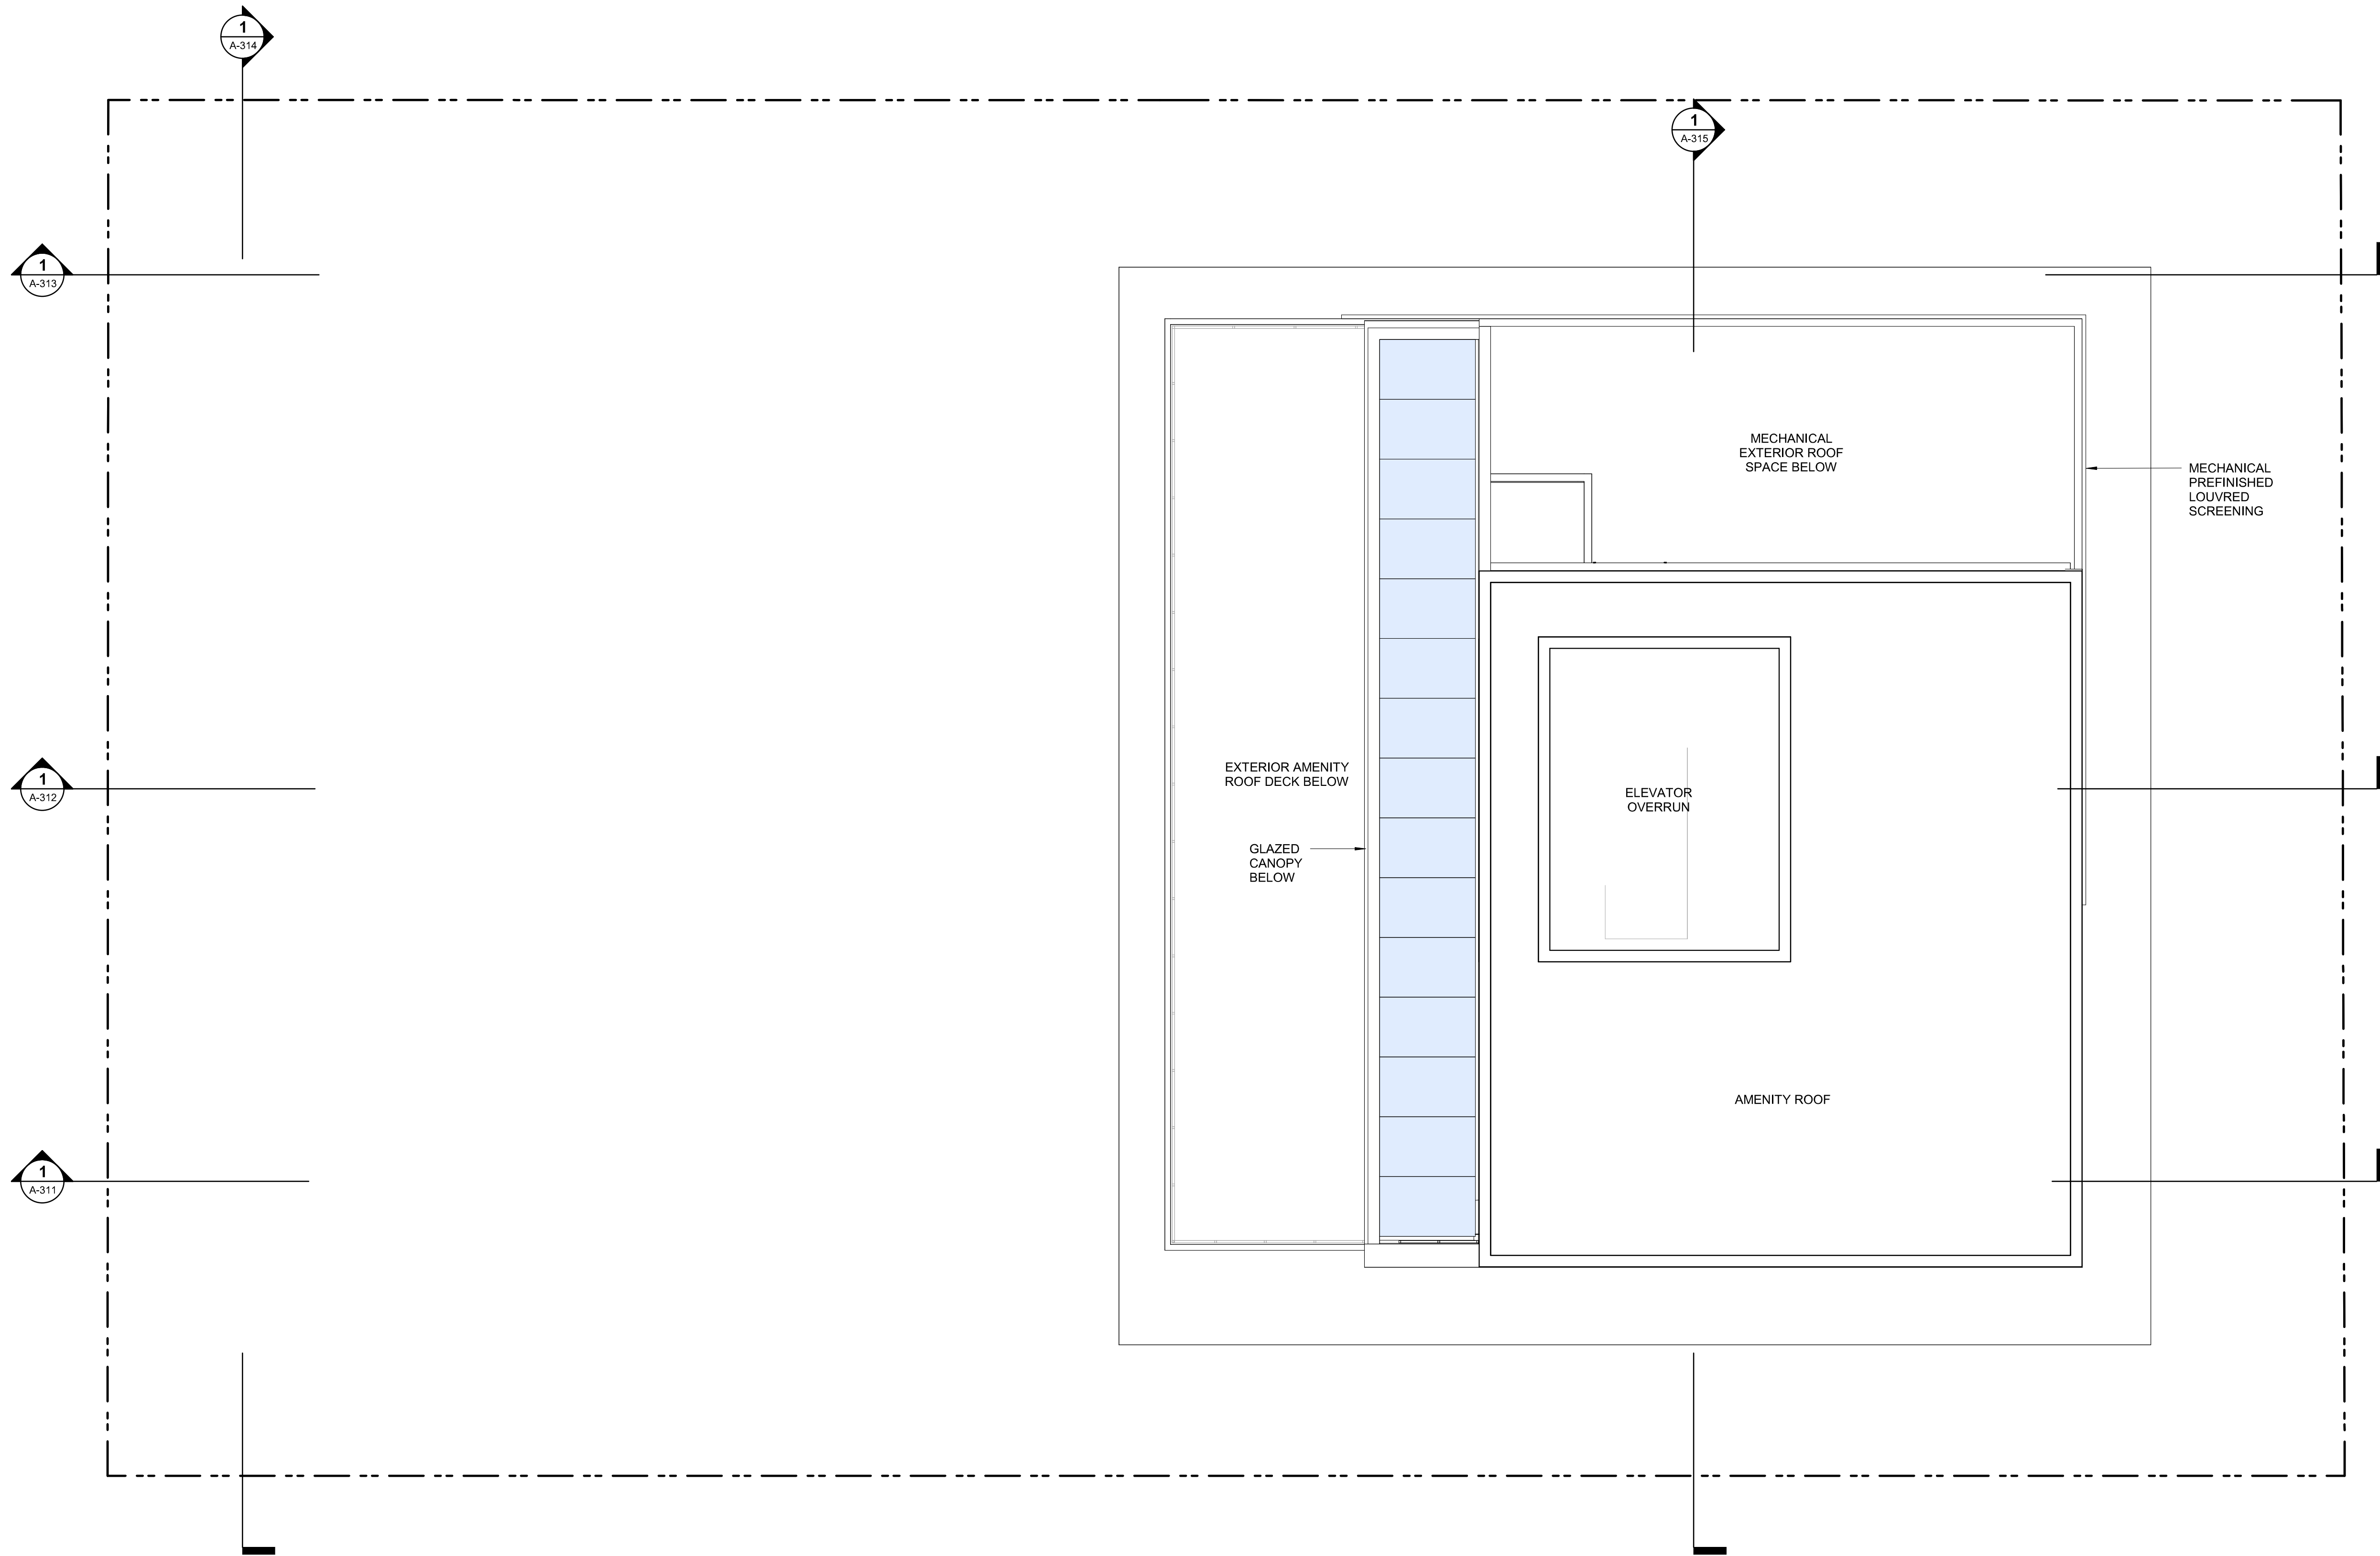 1
A-314
1
A-315
1
A-313
MECHANICAL
EXTERIOR ROOF
SPACE BELOW
MECHANICAL
PREFINISHED
LOUVRED
SCREENING
EXTERIOR AMENITY
ROOF DECK BELOW
1
A-312
ELEVATOR
OVERRUN
GLAZED
CANOPY
BELOW
AMENITY ROOF
1
A-311